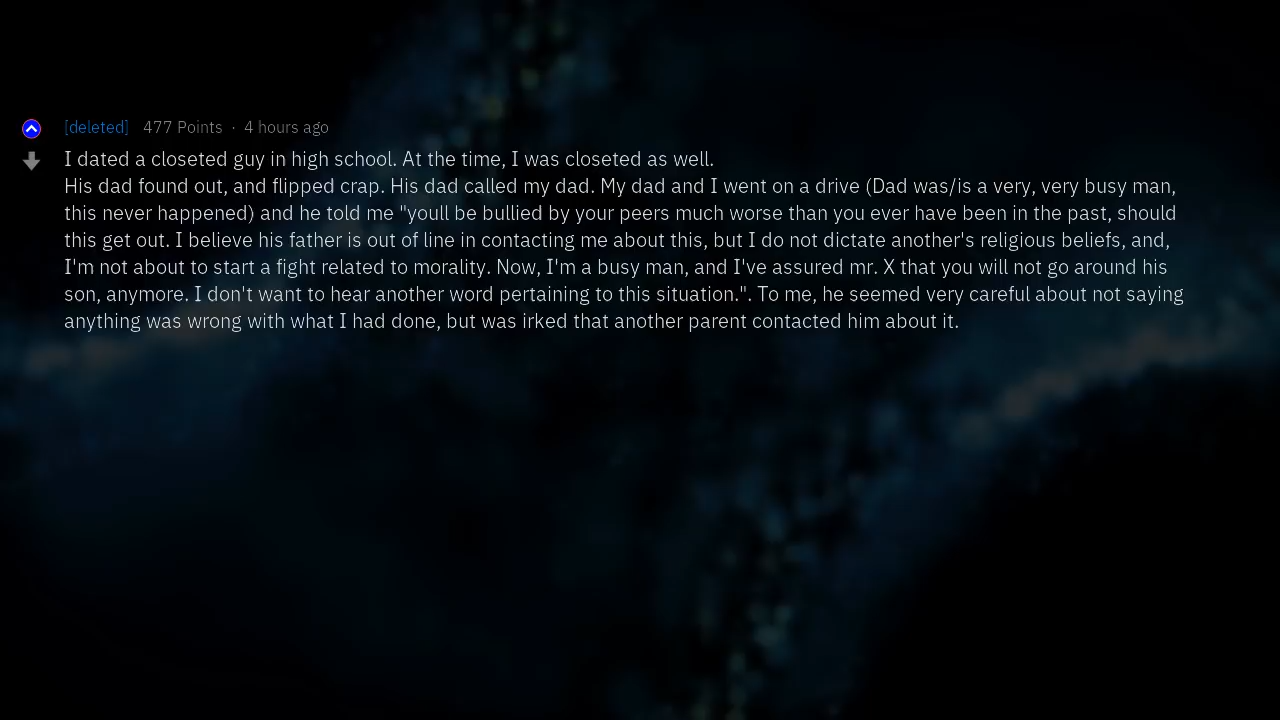 [deleted] 477 Points · 4 hours ago
I dated a closeted guy in high school. At the time, I was closeted as well.
His dad found out, and flipped crap. His dad called my dad. My dad and I went on a drive (Dad was/is a very, very busy man,
this never happened) and he told me "youll be bullied by your peers much worse than you ever have been in the past, should
this get out. I believe his father is out of line in contacting me about this, but I do not dictate another's religious beliefs, and,
I'm not about to start a fight related to morality. Now, I'm a busy man, and I've assured mr. X that you will not go around his
son, anymore. I don't want to hear another word pertaining to this situation.". To me, he seemed very careful about not saying
anything was wrong with what I had done, but was irked that another parent contacted him about it.